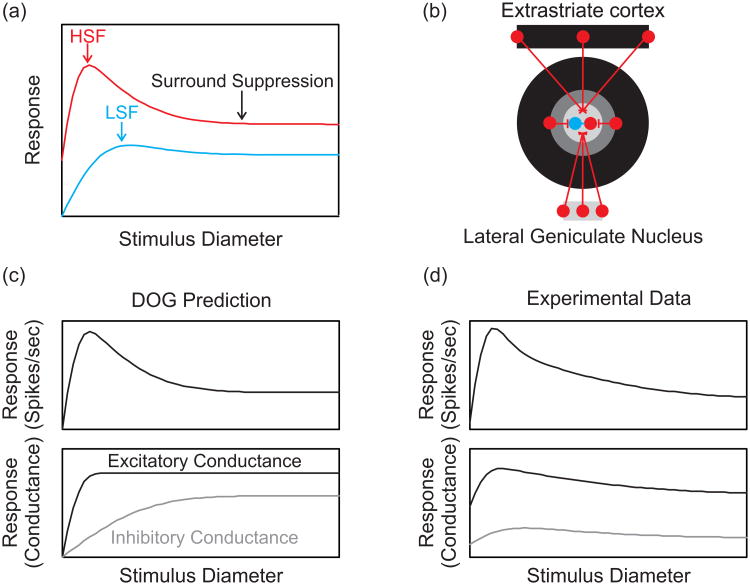 (a)
HSF
LSF
Surround Suppression
Response
Stimulus Diameter
(b)
Extrastriate cortex
Lateral Geniculate Nucleus
(c)
DOG Prediction
Response
(Spikes/sec)
Excitatory Conductance
Inhibitory Conductance
Response
(Conductance)
Stimulus Diameter
(d)
Experimental Data
Response
(Spikes/sec)
Response
(Conductance)
Stimulus Diameter